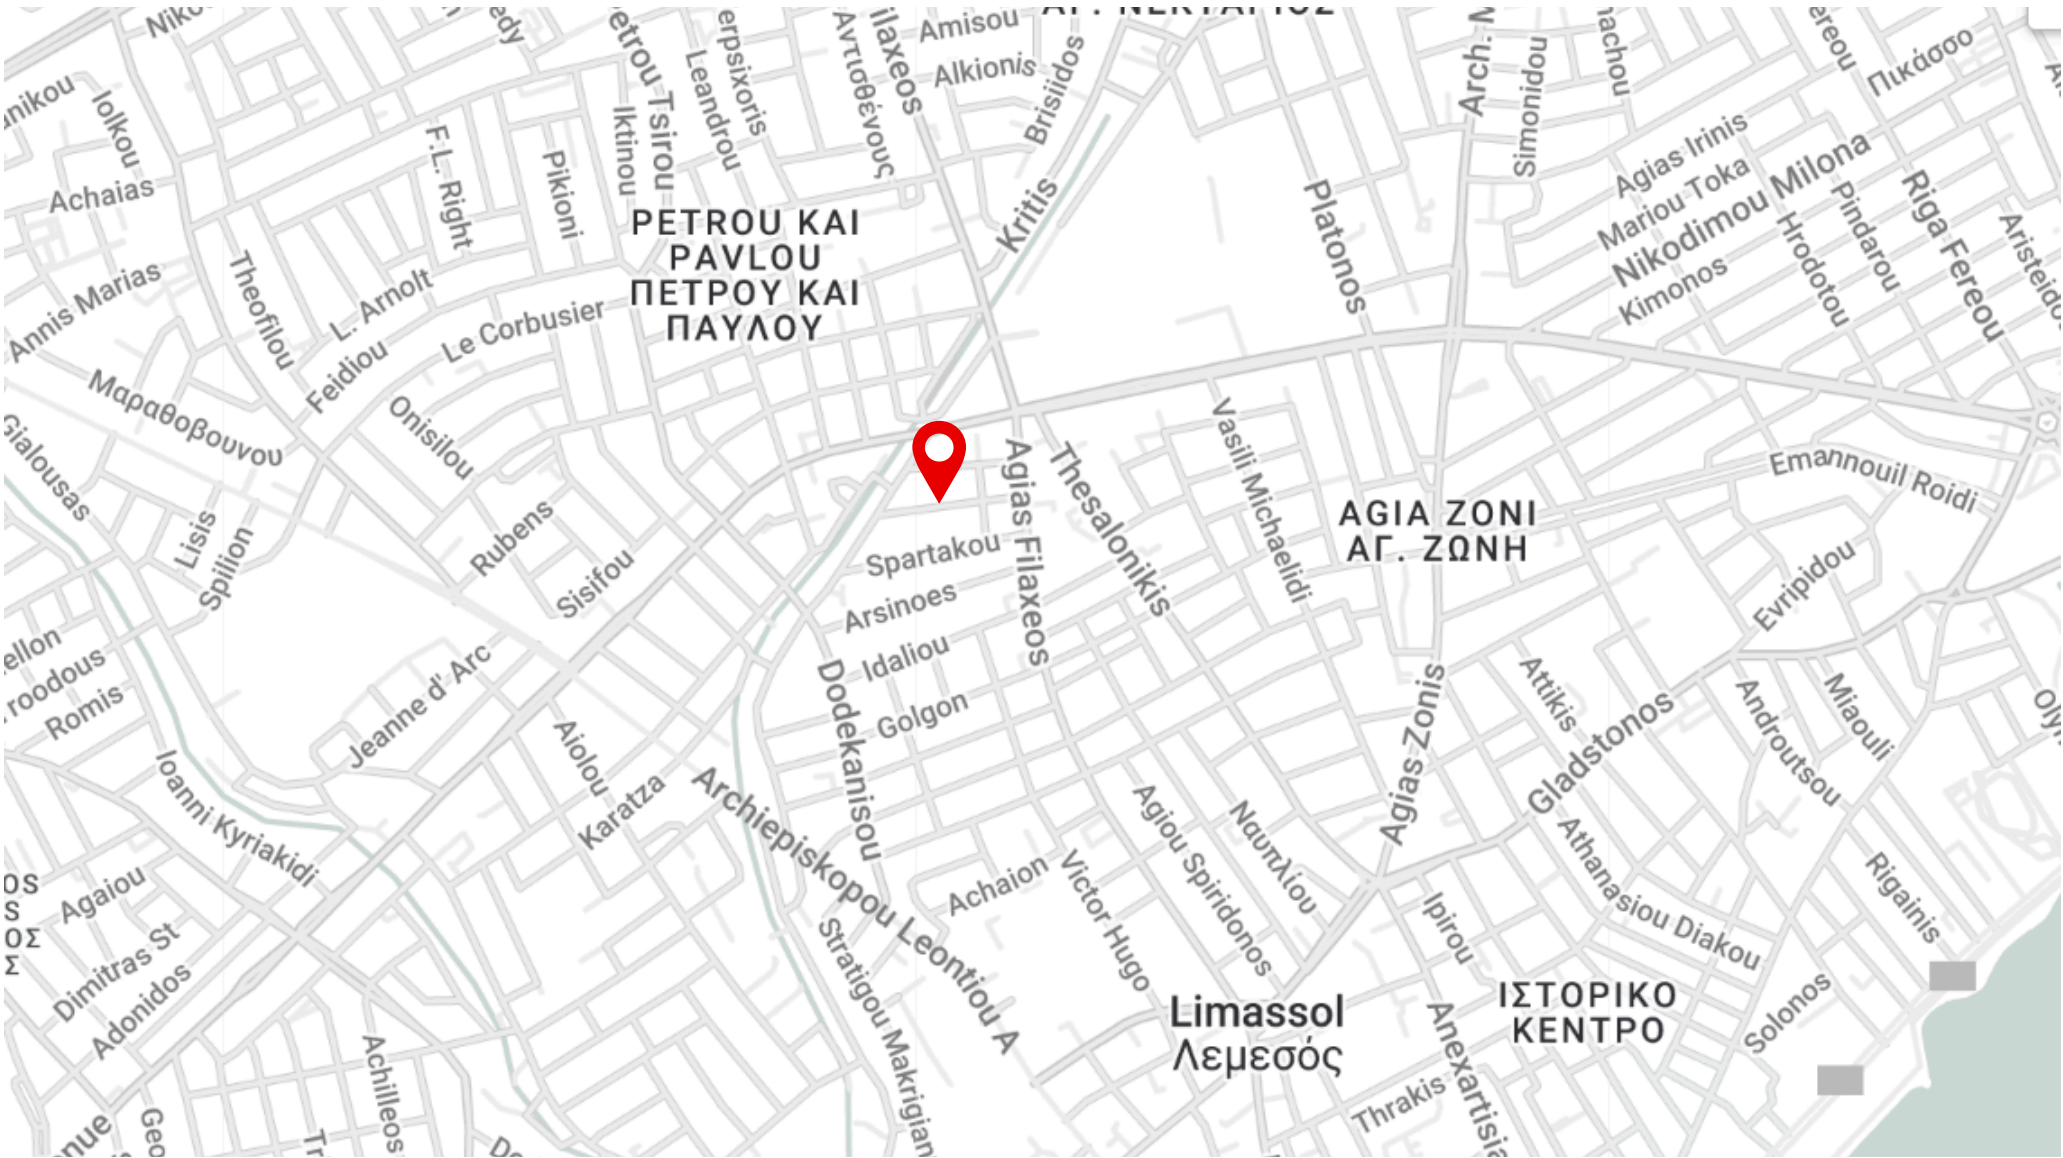 Amisou
Alkionis
Brisiidos
Αντισθένους
Leandrou
Iktinou
Pikioni
F.L. Right
Iolkou
Achaias
Annis Marias
Theofilou
L. Arnolt
Feidiou
Le Corbusier
PETROU KAI
PAVLOU
ΠΕΤΡΟΥ ΚΑΙ
ΠΑΥΛΟΥ
Kritis
Platonos
Simonidou
Πικάσσο
Agias Irinis
Mariou Toka
Nikodimou Milona
Kimonos
Pindarou
Hrodotou
Riga Fereou
Μαραθοβουνου
Onisilou
Gialousas
Lisis
Spilion
Rubens
Sisifou
Agias Filaxeos
Thesalonikis
Vasili Michaelidi
AGIA ZONI
ΑΓ. ΖΩΝΗ
Emannouil Roidi
Evripidou
Spartakou
Arsinoes
Idaliou
Golgon
Dodekanisou
Jeanne d' Arc
Romis
Ioanni Kyriakidi
Aiolou
Karatza
Archiepiskopou Leontiou A
Agias Zonis
Gladstonos
Attikis
Androutsou
Miaouli
Agaiou
Dimitras St
Adonidos
Achilleos
Achaion
Victor Hugo
Agiou Spiridonos
Ναυπλίου
Stratigou Makrigian
Ipirou
Athanasiou Diakou
Rigainis
Solonos
Limassol
Λεμεσός
ΙΣΤΟΡΙΚΟ
ΚΕΝΤΡΟ
Anexartisia
Thrakis